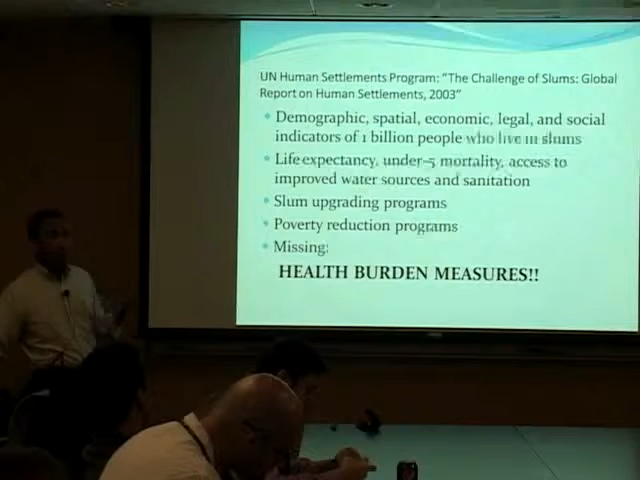 UN Human Settlements Program: "The Challenge of Slums: Global
Report on Human Settlements, 2003"
Demographic, spatial, economic, legal, and social
indicators of 1 billion people who live in slums
Life expectancy, under-5 mortality, access to
improved water sources and sanitation
Slum upgrading programs
Poverty reduction programs
Missing:
HEALTH BURDEN MEASURES!!